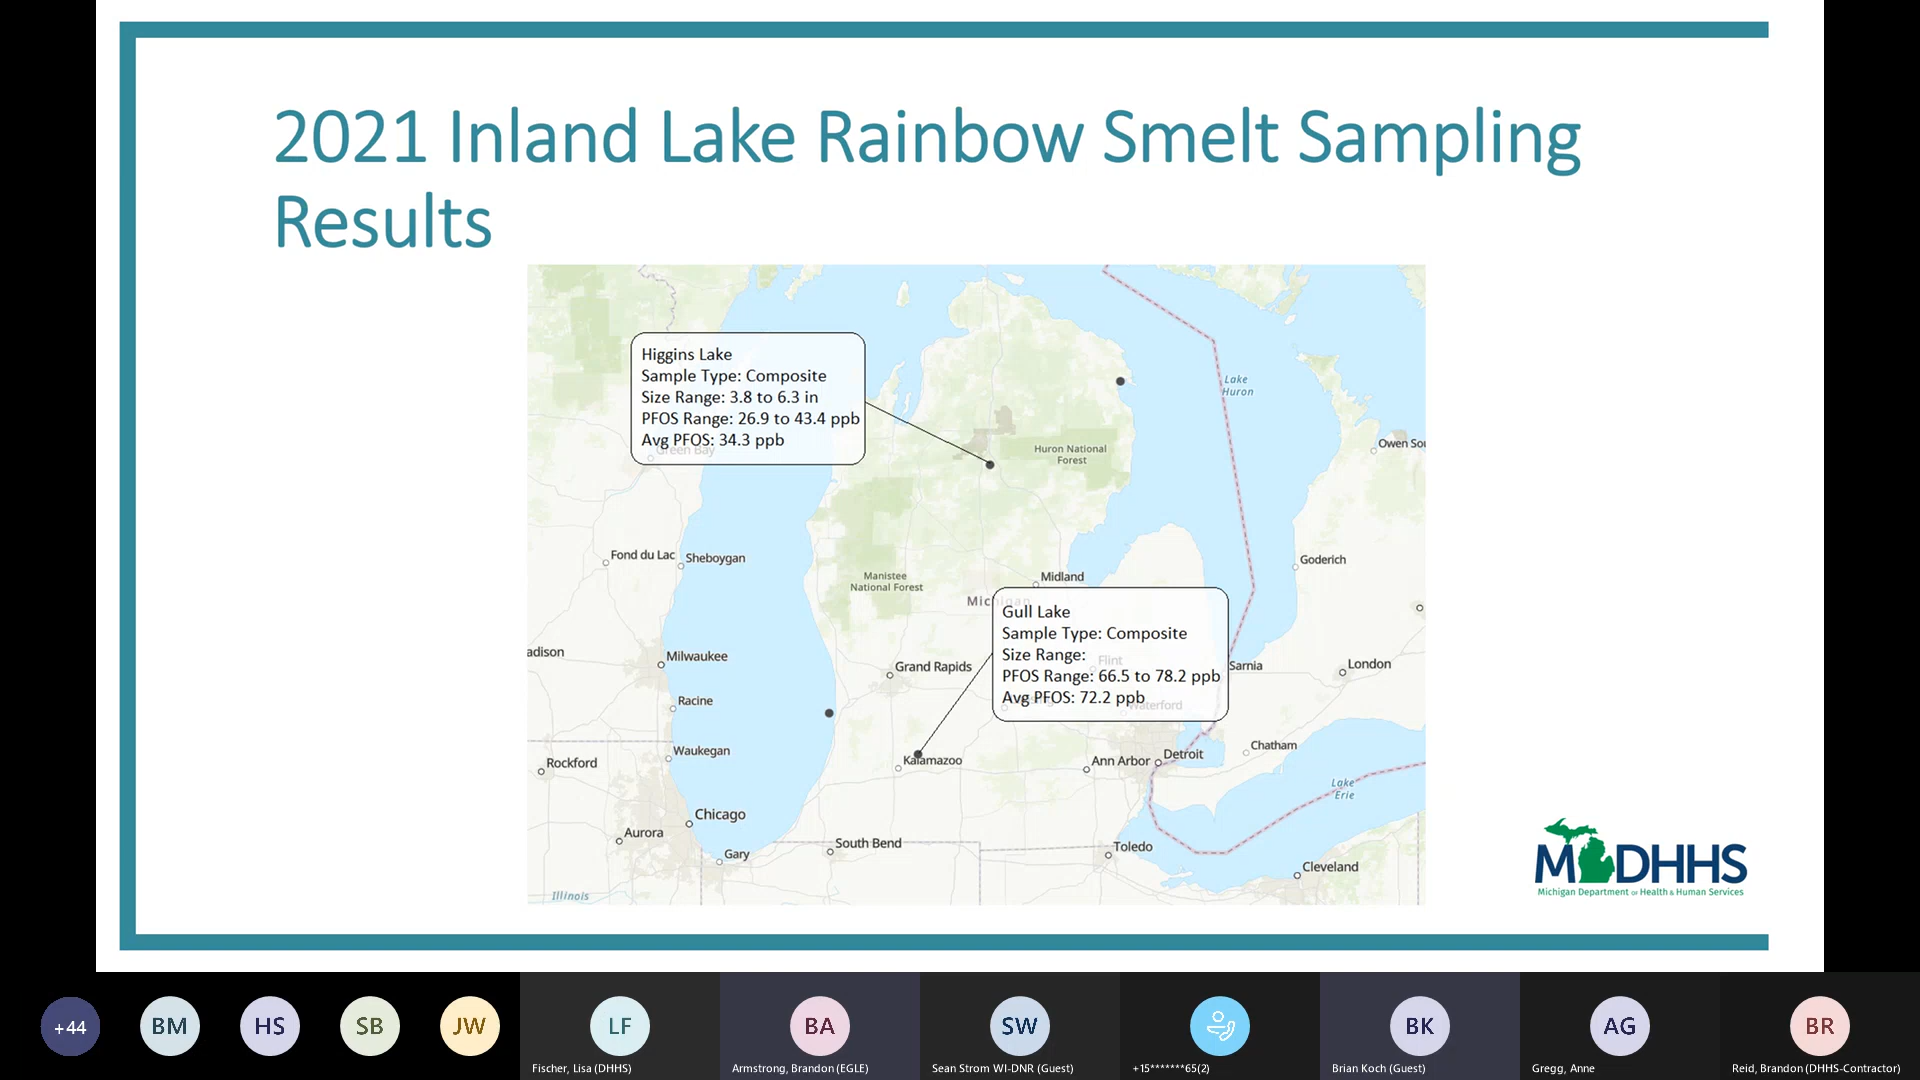 2021 Inland Lake Rainbow Smelt Sampling
Results
Higgins Lake
Sample Type: Composite
Size Range: 3.8 to 6.3 in
PFOS Range: 26.9 to 43.4 ppb
Avg PFOS: 34.3 ppb
Green Bay
Lake
Huron
Owen Sou
Huron National
Forest
Fond du Lac
Sheboygan
Goderich
Manistee
National Forest
Midland
Michigan
Gull Lake
Sample Type: Composite
Size Range:
PFOS Range: 66.5 to 78.2 ppb
Avg PFOS: 72.2 ppb
Flint
Waterford
adison
Milwaukee
Grand Rapids
Sarnia
London
Racine
Waukegan
Kalamazoo
Ann Arbor
Detroit
Chatham
Rockford
Lake
Erie
Chicago
Aurora
Gary
South Bend
Toledo
Cleveland
Illinois
MDHHS
Michigan Department of Health & Human Services
+44
BM
HS
SB
JW
LF
BA
SW
BK
AG
BR
Fischer, Lisa (DHHS)
Armstrong, Brandon (EGLE)
Sean Strom WI-DNR (Guest)
+15*******65(2)
Brian Koch (Guest)
Gregg, Anne
Reid, Brandon (DHHS-Contractor)